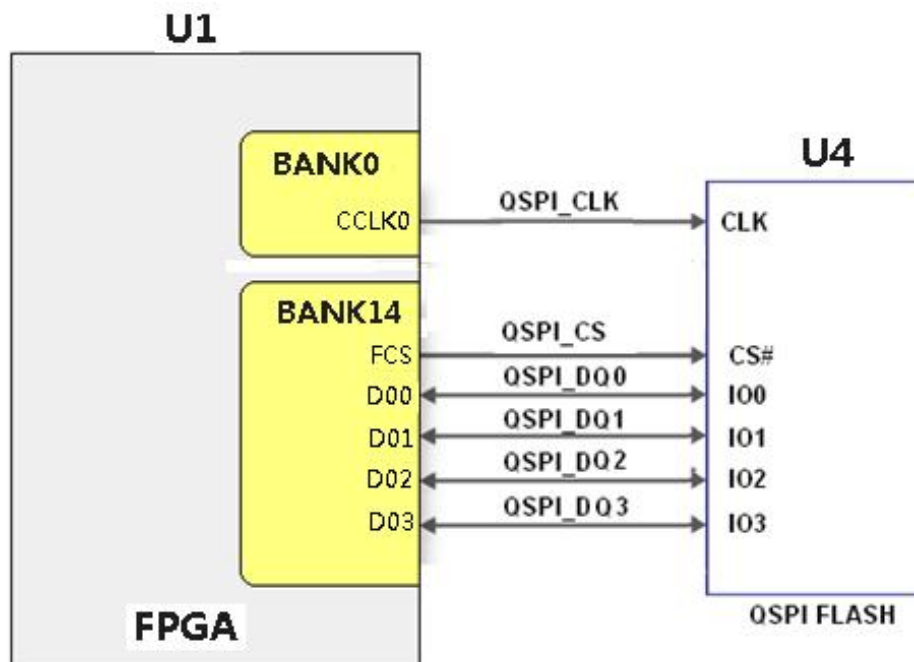 U1
U4
BANK0
CCLK0
QSPI_CLK
CLK
BANK14
FCS
QSPI_CS
CS#
D00
QSPI_DQ0
IO0
D01
QSPI_DQ1
IO1
D02
QSPI_DQ2
IO2
D03
QSPI_DQ3
IO3
FPGA
QSPI FLASH